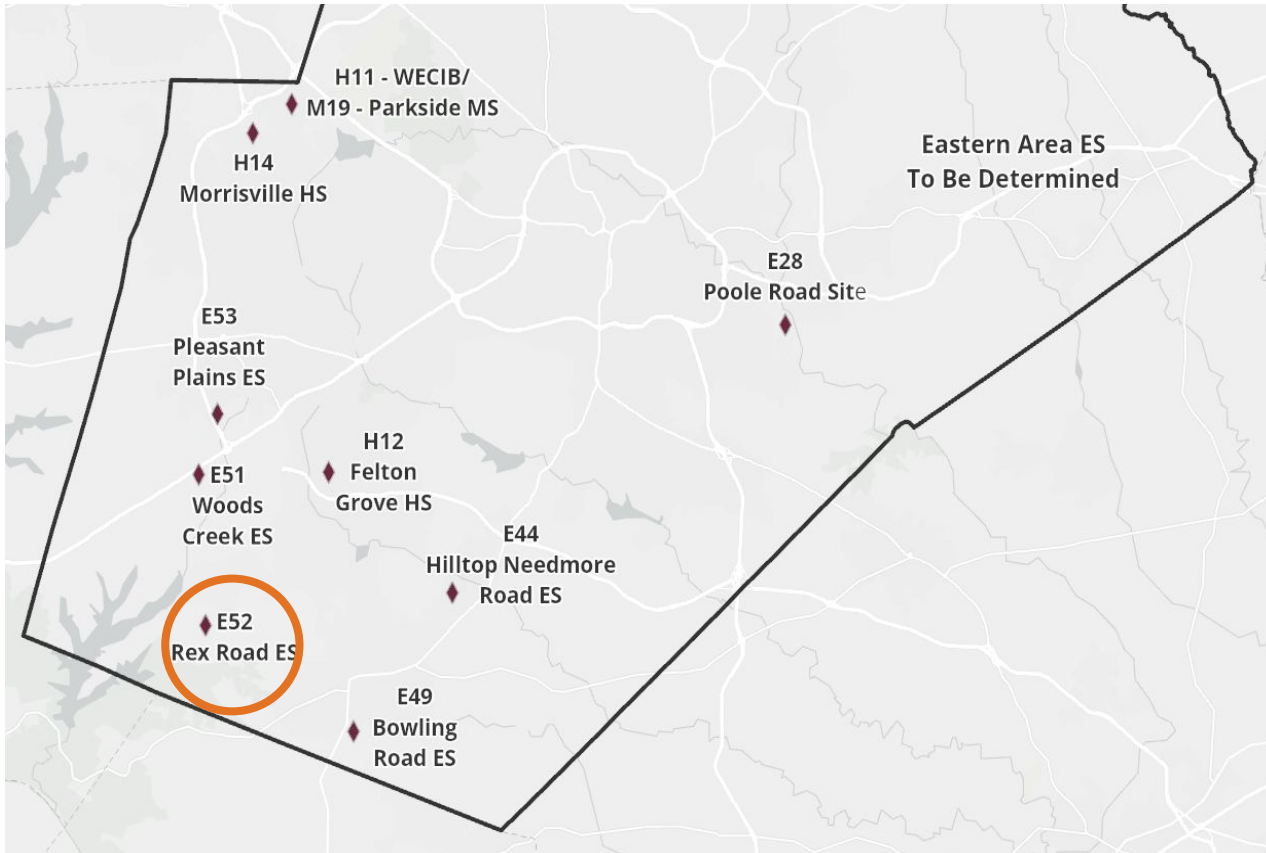 H11 - WECIB/
M19 - Parkside MS
H14
Morrisville HS
Eastern Area ES
To Be Determined
E28
Poole Road Site
E53
Pleasant
Plains ES
H12
Felton
Grove HS
E51
Woods
Creek ES
E44
Hilltop Needmore
Road ES
E52
Rex Road ES
E49
Bowling
Road ES